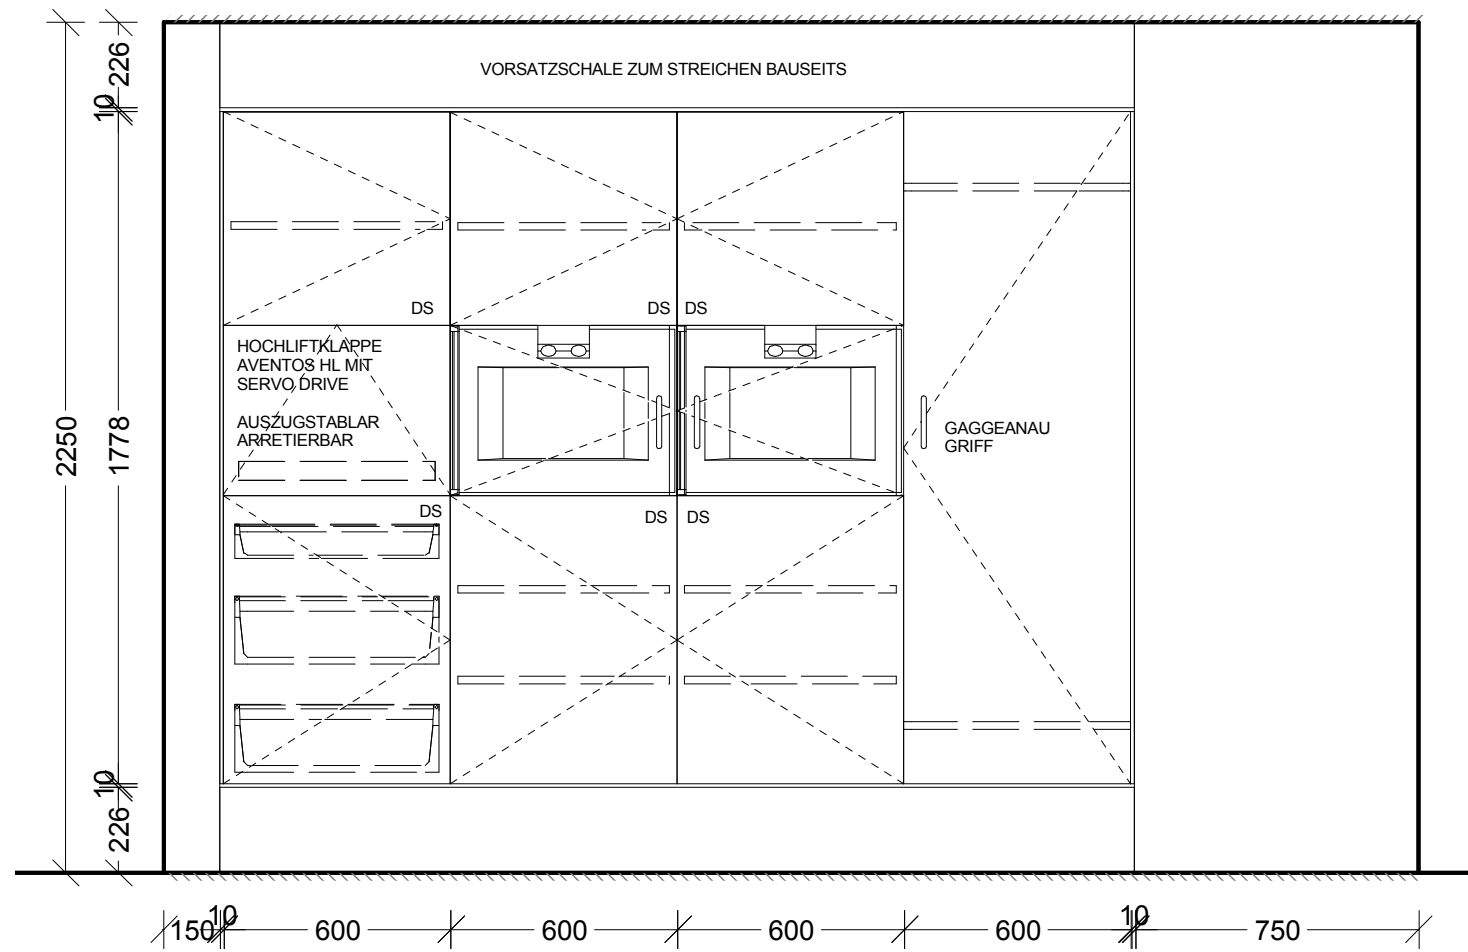 226
VORSATZSCHALE ZUM STREICHEN BAUSEITS
10
DS
DS
DS
HOCHLIFTKLAPPE
AVENTOS HL MIT
SERVO DRIVE
AUSZUGSTABLAR
ARRETIERBAR
GAGGEANAU
GRIFF
2250
1778
DS
DS
DS
10
226
150
10
600
600
600
600
10
750